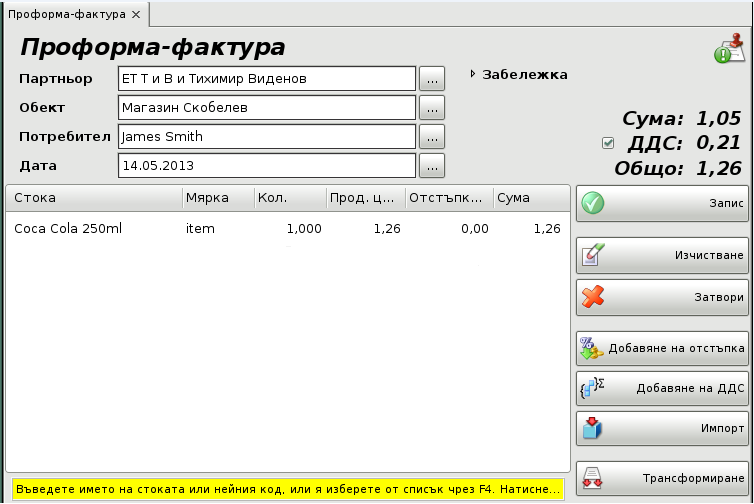 Проформа-фактура ×
Проформа-фактура
Партньор ЕТ Т и В и Тихимир Виденов ...
Забележка
Обект Магазин Скобелев ...
Потребител James Smith ...
Дата 14.05.2013 ...
Сума: 1,05
ДДС: 0,21
Общо: 1,26
Стока Мярка Кол. Прод. ц... Отстъпк... Сума
Coca Cola 250ml item 1,000 1,26 0,00 1,26
Запис
Изчистване
Затвори
Добавяне на отстъпка
Добавяне на ДДС
Импорт
Трансформиране
Въведете името на стоката или нейния код, или я изберете от списък чрез F4. Натисне...